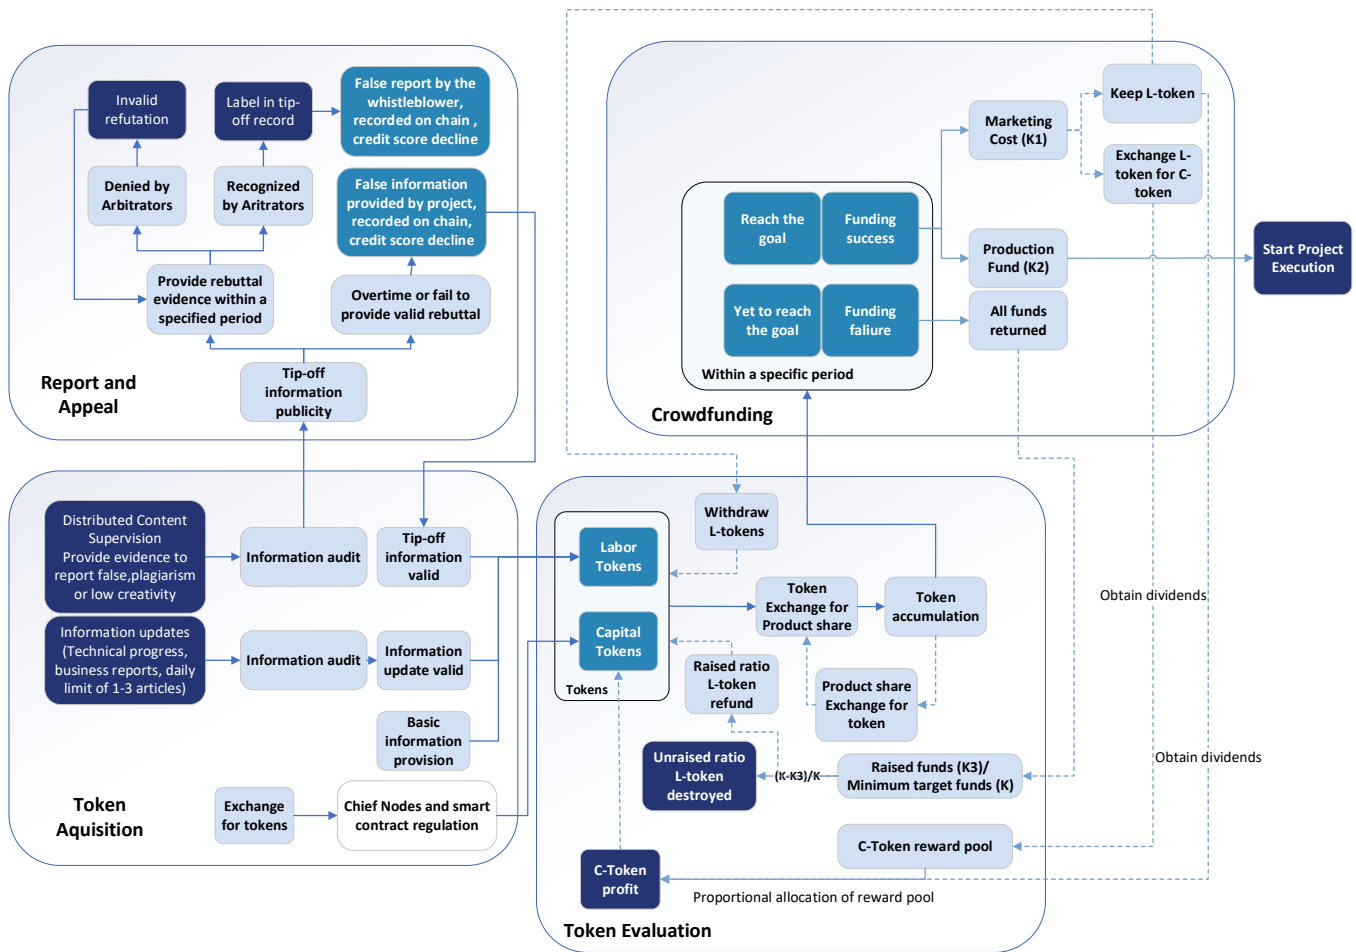 Invalid
refutation
Label in tip-
off record
False report by the
whistleblower,
recorded on chain ,
credit score decline
Denied by
Arbitrators
Recognized
by Aritrators
False information
provided by project,
recorded on chain,
credit score decline
Provide rebuttal
evidence within a
specified period
Overtime or fail to
provide valid rebuttal
Tip-off
information
publicity
Report and
Appeal
Keep L-token
Marketing
Cost (K1)
Exchange L-
token for C-
token
Reach the
goal
Funding
success
Production
Fund (K2)
Start Project
Execution
Yet to reach
the goal
Funding
faliure
All funds
returned
Within a specific period
Crowdfunding
Distributed Content
Supervision
Provide evidence to
report false,plagiarism
or low creativity
Information audit
Tip-off
information
valid
Information updates
(Technical progress,
business reports, daily
limit of 1-3 articles)
Information audit
Information
update valid
Basic
information
provision
Exchange
for tokens
Chief Nodes and smart
contract regulation
Token
Aquisition
Labor
Tokens
Capital
Tokens
Tokens
Withdraw
L-tokens
Token
Exchange for
Product share
Token
accumulation
Raised ratio
L-token
refund
Product share
Exchange for
token
Unraised ratio
L-token
destroyed
(K-K3)/K
Raised funds (K3)/
Minimum target funds (K)
C-Token reward pool
C-Token
profit
Proportional allocation of reward pool
Token Evaluation
Obtain dividends
Obtain dividends